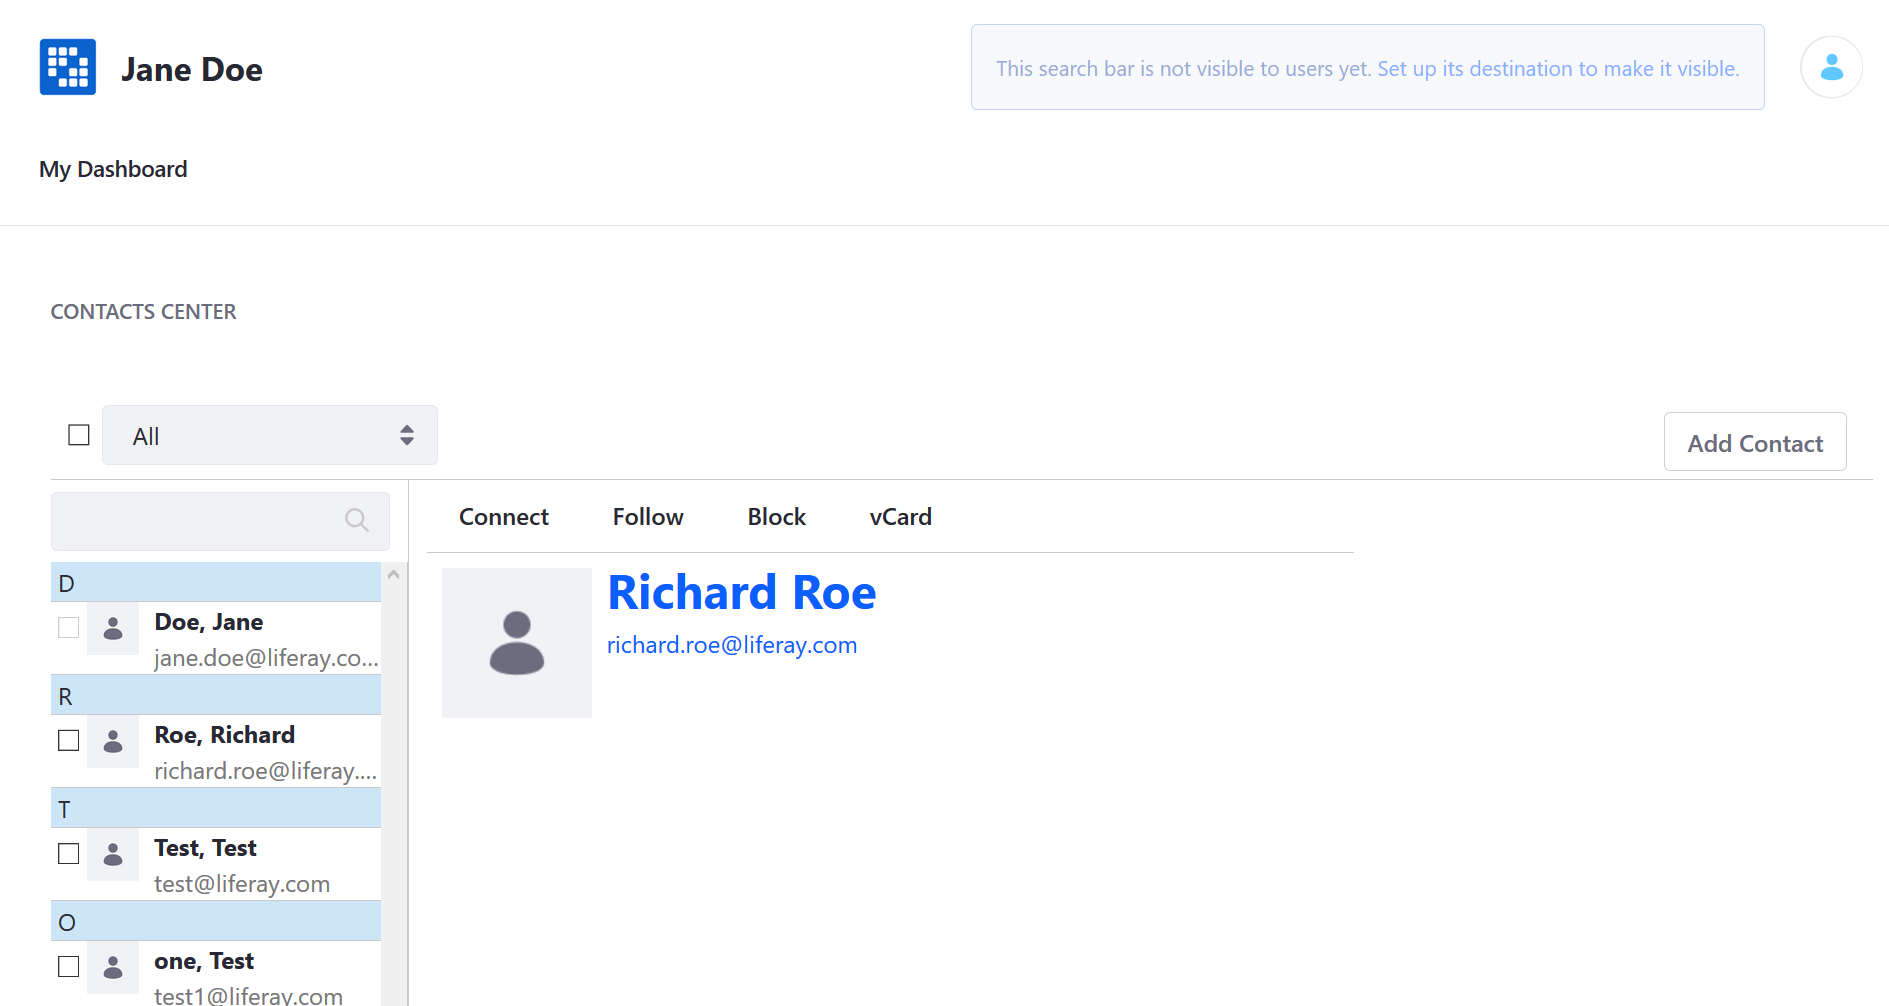 Jane Doe
This search bar is not visible to users yet. Set up its destination to make it visible.
My Dashboard
CONTACTS CENTER
All
Add Contact
Connect Follow Block vCard
D
Doe, Jane
jane.doe@liferay.co...
R
Roe, Richard
richard.roe@liferay....
T
Test, Test
test@liferay.com
O
one, Test
test1@liferay.com
Richard Roe
richard.roe@liferay.com